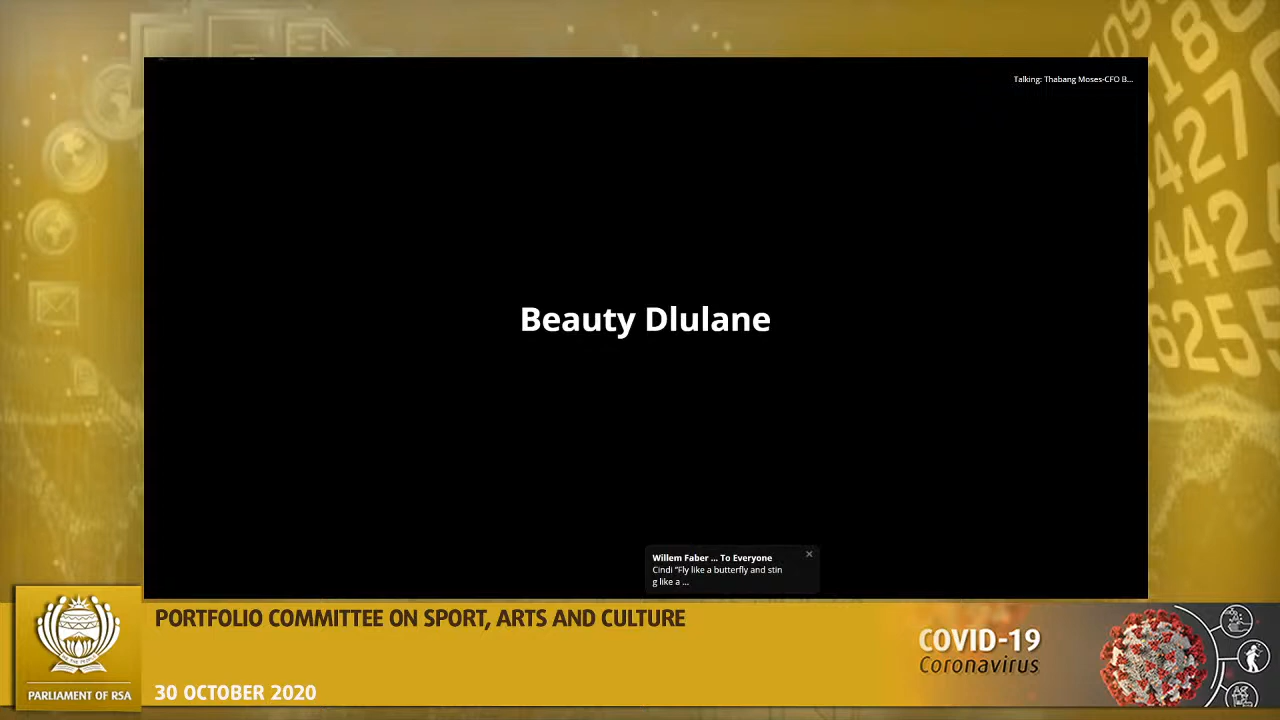 Talking: Thabang Moses-CFO B...
Beauty Dlulane
Willem Faber ... To Everyone
Cindi "Fly like a butterfly and stin
g like a ...
PORTFOLIO COMMITTEE ON SPORT, ARTS AND CULTURE
COVID-19
Coronavirus
PARLIAMENT OF RSA
30 OCTOBER 2020